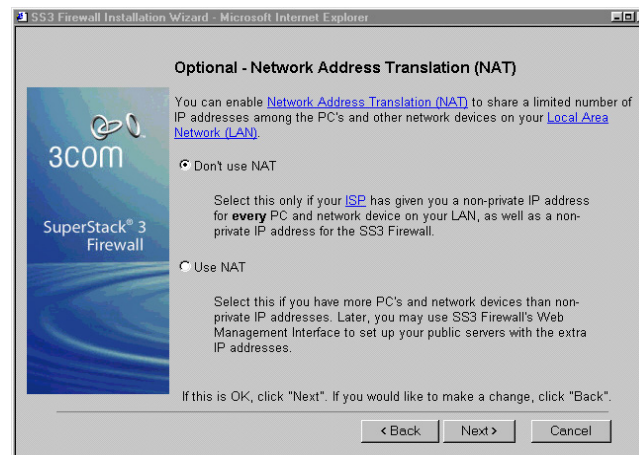 SS3 Firewall Installation Wizard - Microsoft Internet Explorer
Optional - Network Address Translation (NAT)
You can enable Network Address Translation (NAT) to share a limited number of
IP addresses among the PC's and other network devices on your Local Area
Network (LAN).
3COM
SuperStack® 3
Firewall
Don't use NAT
Select this only if your ISP has given you a non-private IP address
for every PC and network device on your LAN, as well as a non-
private IP address for the SS3 Firewall.
Use NAT
Select this if you have more PC's and network devices than non-
private IP addresses. Later, you may use SS3 Firewall's Web
Management Interface to set up your public servers with the extra
IP addresses.
If this is OK, click "Next". If you would like to make a change, click "Back".
< Back Next > Cancel